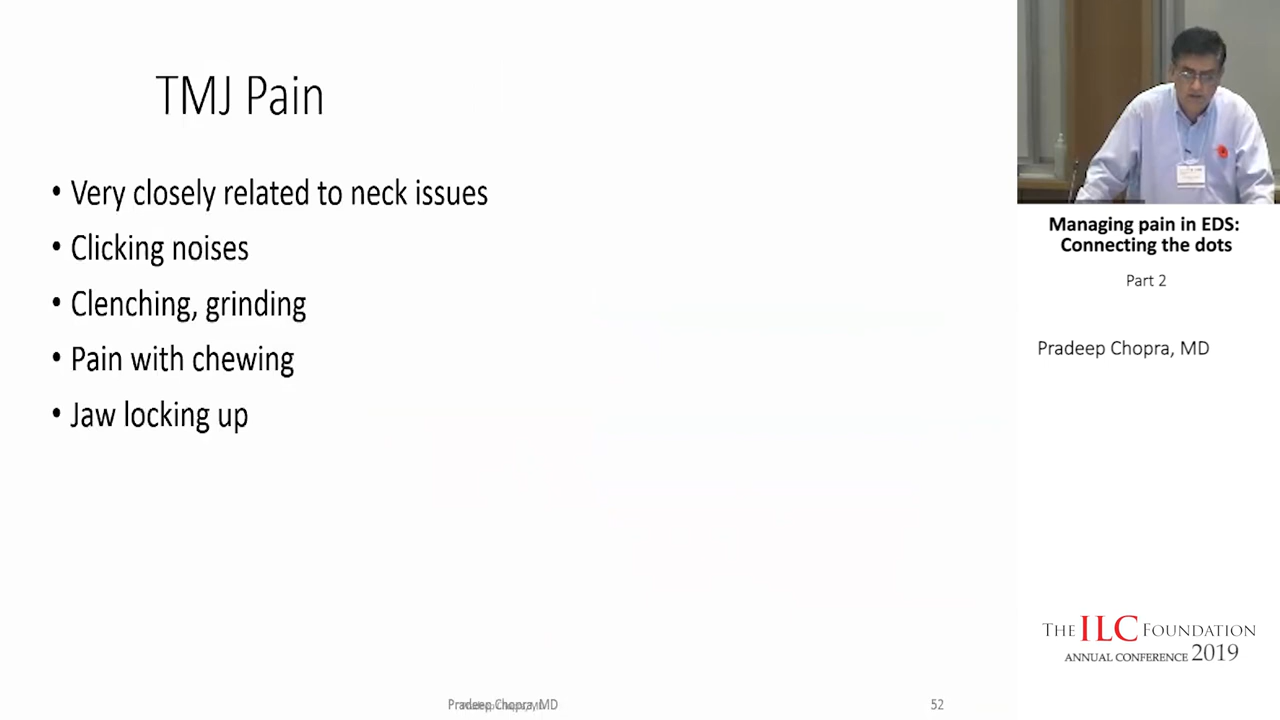 TMJ Pain
• Very closely related to neck issues
• Clicking noises
• Clenching, grinding
• Pain with chewing
• Jaw locking up
Pradeep Chopra, MD
52
Managing pain in EDS:
Connecting the dots
Part 2
Pradeep Chopra, MD
THE ILC FOUNDATION
ANNUAL CONFERENCE 2019